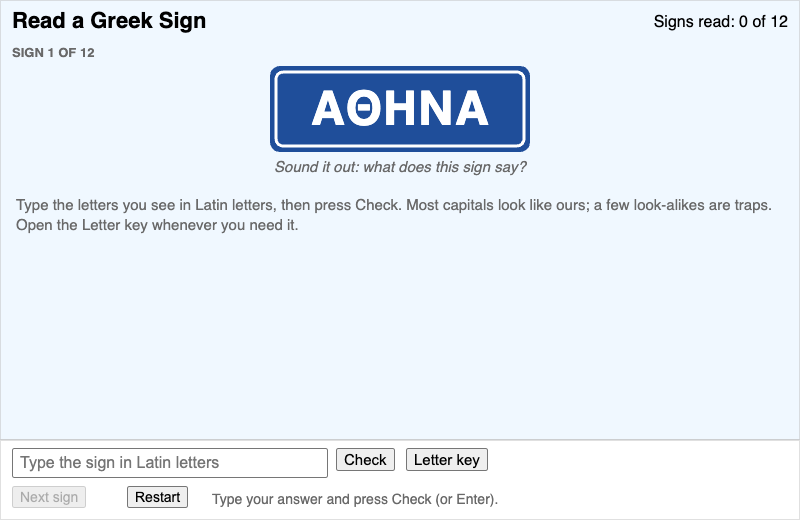 Read a Greek Sign
Signs read: 0 of 12
SIGN 1 OF 12
ΑΘΗΝΑ
Sound it out: what does this sign say?
Type the letters you see in Latin letters, then press Check. Most capitals look like ours; a few look-alikes are traps.
Open the Letter key whenever you need it.
Type the sign in Latin letters
Check
Letter key
Next sign
Restart
Type your answer and press Check (or Enter).